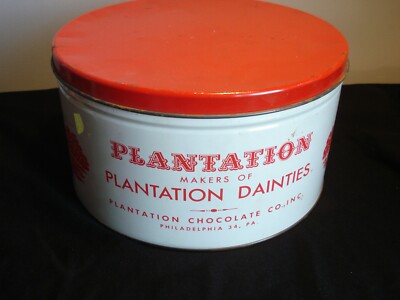 PLANTATION
MAKERS OF
PLANTATION DAINTIES
PLANTATION CHOCOLATE CO., INC.
PHILADELPHIA 34, PA.